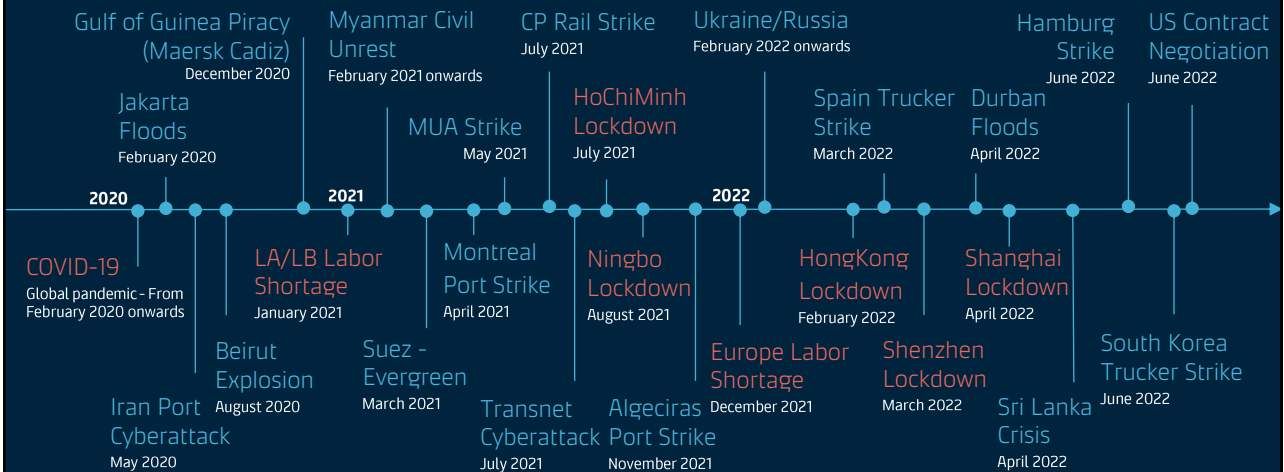 Gulf of Guinea Piracy
(Maersk Cadiz)
December 2020
Myanmar Civil
Unrest
February 2021 onwards
CP Rail Strike
July 2021
Ukraine/Russia
February 2022 onwards
Hamburg
Strike
June 2022
US Contract
Negotiation
June 2022
Jakarta
Floods
February 2020
MUA Strike
May 2021
HoChiMinh
Lockdown
July 2021
Spain Trucker
Strike
March 2022
Durban
Floods
April 2022
2020
2021
2022
COVID-19
Global pandemic - From
February 2020 onwards
LA/LB Labor
Shortage
January 2021
Montreal
Port Strike
April 2021
Ningbo
Lockdown
August 2021
HongKong
Lockdown
February 2022
Shanghai
Lockdown
April 2022
Beirut
Explosion
August 2020
Suez -
Evergreen
March 2021
Europe Labor
Shortage
December 2021
Shenzhen
Lockdown
March 2022
South Korea
Trucker Strike
June 2022
Iran Port
Cyberattack
May 2020
Transnet
Cyberattack
July 2021
Algeciras
Port Strike
November 2021
Sri Lanka
Crisis
April 2022